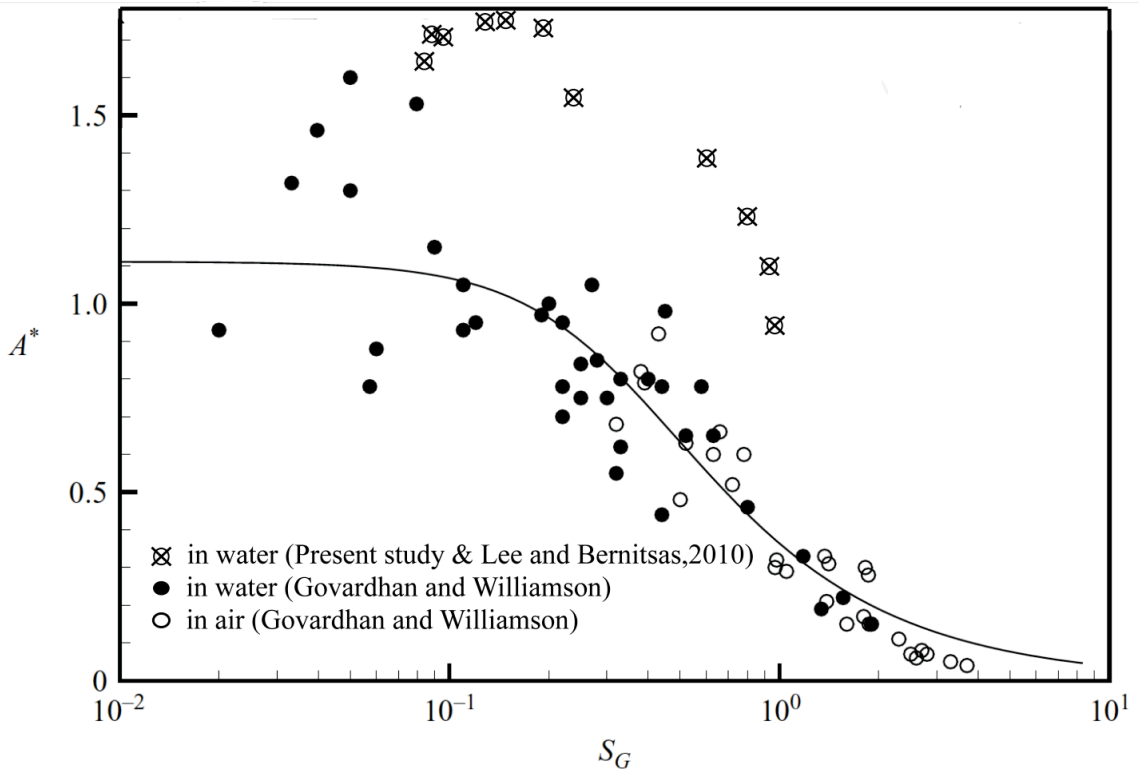 1.5
1.0
A*
0.5
in water (Present study & Lee and Bernitsas,2010)
in water (Govardhan and Williamson)
in air (Govardhan and Williamson)
0
10⁻² 10⁻¹ 10⁰ 10¹
S_G